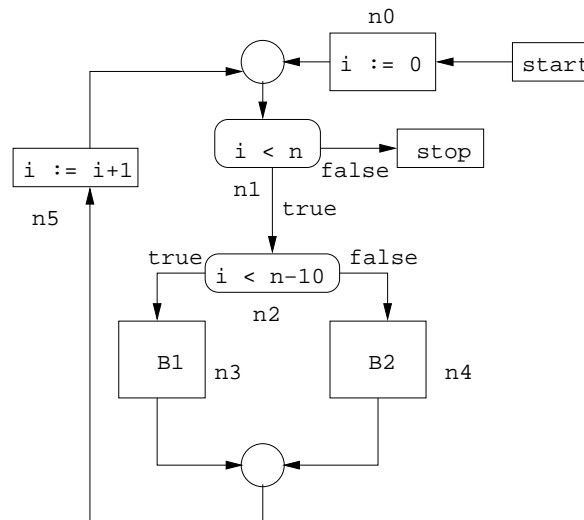 n0
i := 0
start
i < n
stop
false
n1
true
i := i+1
n5
true
i < n-10
false
n2
B1
n3
B2
n4